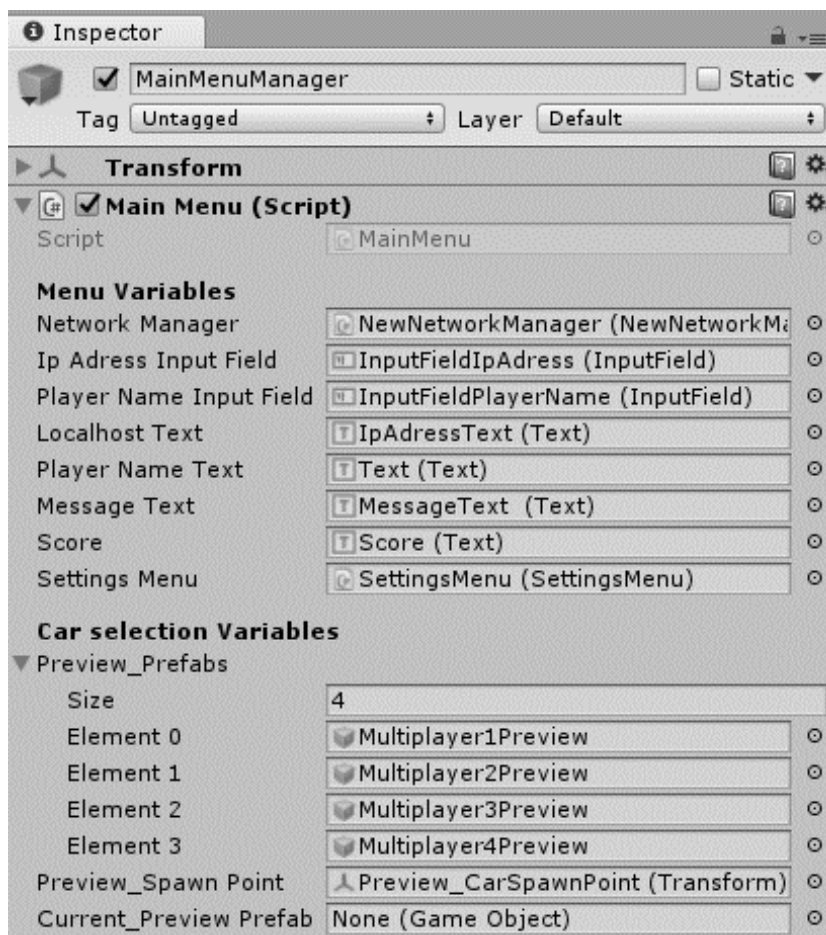 Inspector
MainMenuManager Static
Tag Untagged Layer Default
Transform
Main Menu (Script)
Script MainMenu
Menu Variables
Network Manager NewNetworkManager (NewNetworkMa
Ip Adress Input Field InputFieldIpAdress (InputField)
Player Name Input Field InputFieldPlayerName (InputField)
Localhost Text IpAdressText (Text)
Player Name Text Text (Text)
Message Text MessageText (Text)
Score Score (Text)
Settings Menu SettingsMenu (SettingsMenu)
Car selection Variables
Preview_Prefabs
Size 4
Element 0 Multiplayer1Preview
Element 1 Multiplayer2Preview
Element 2 Multiplayer3Preview
Element 3 Multiplayer4Preview
Preview_Spawn Point Preview_CarSpawnPoint (Transform)
Current_Preview Prefab None (Game Object)